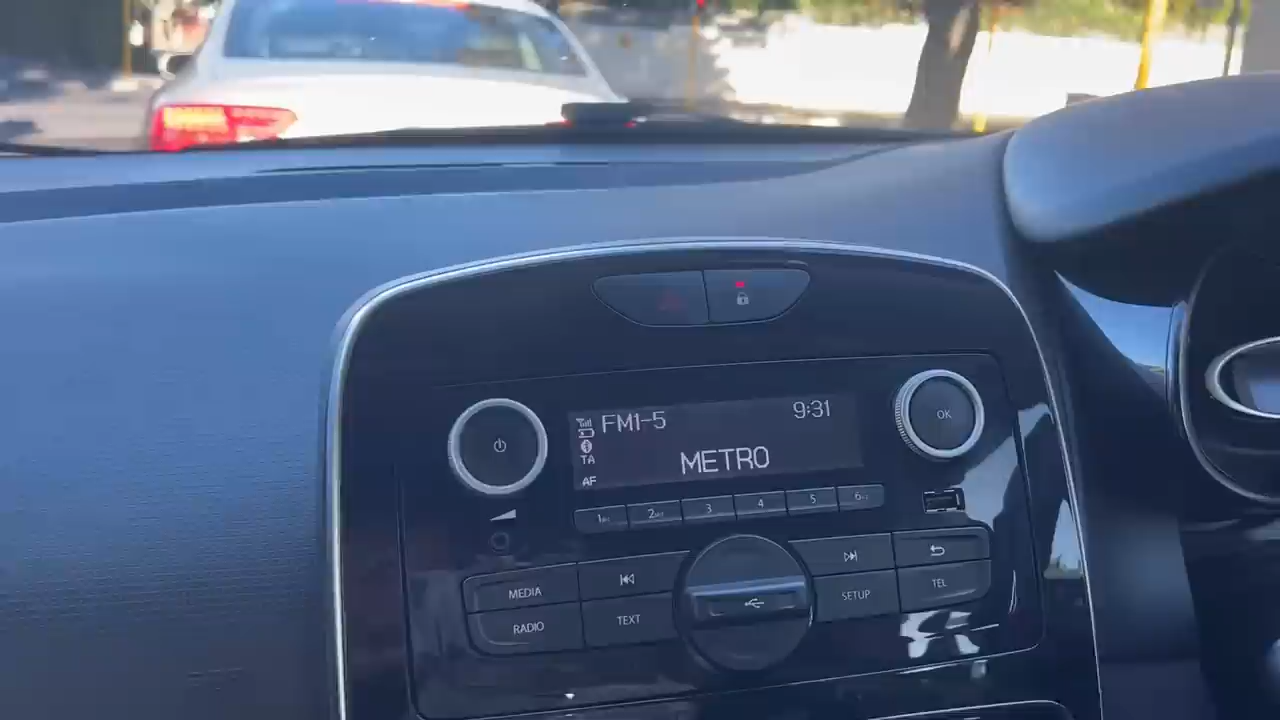 FM1-5 9:31
TA
METRO
AF
OK
1 2 3 4 5 6
MEDIA
RADIO
TEXT
SETUP
TEL